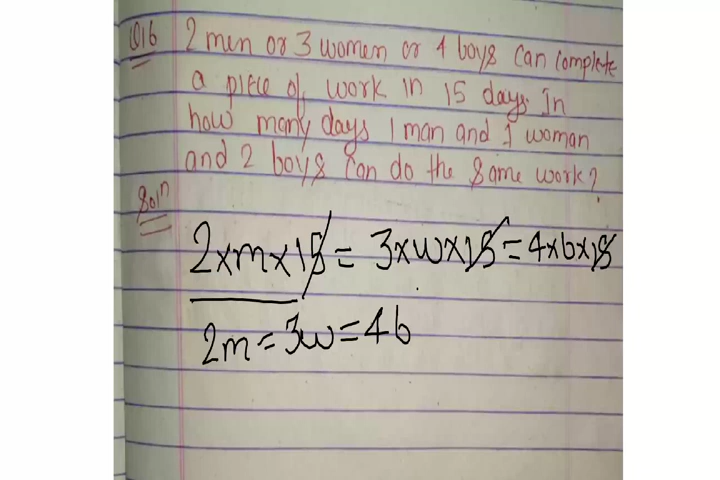 Q16 2 men or 3 women or 4 boys can complete
a piece of work in 15 days. In
how many days 1 man and 1 woman
and 2 boys can do the same work?
Solⁿ
2×m×15 = 3×w×15 = 4×b×15
2m = 3w = 4b